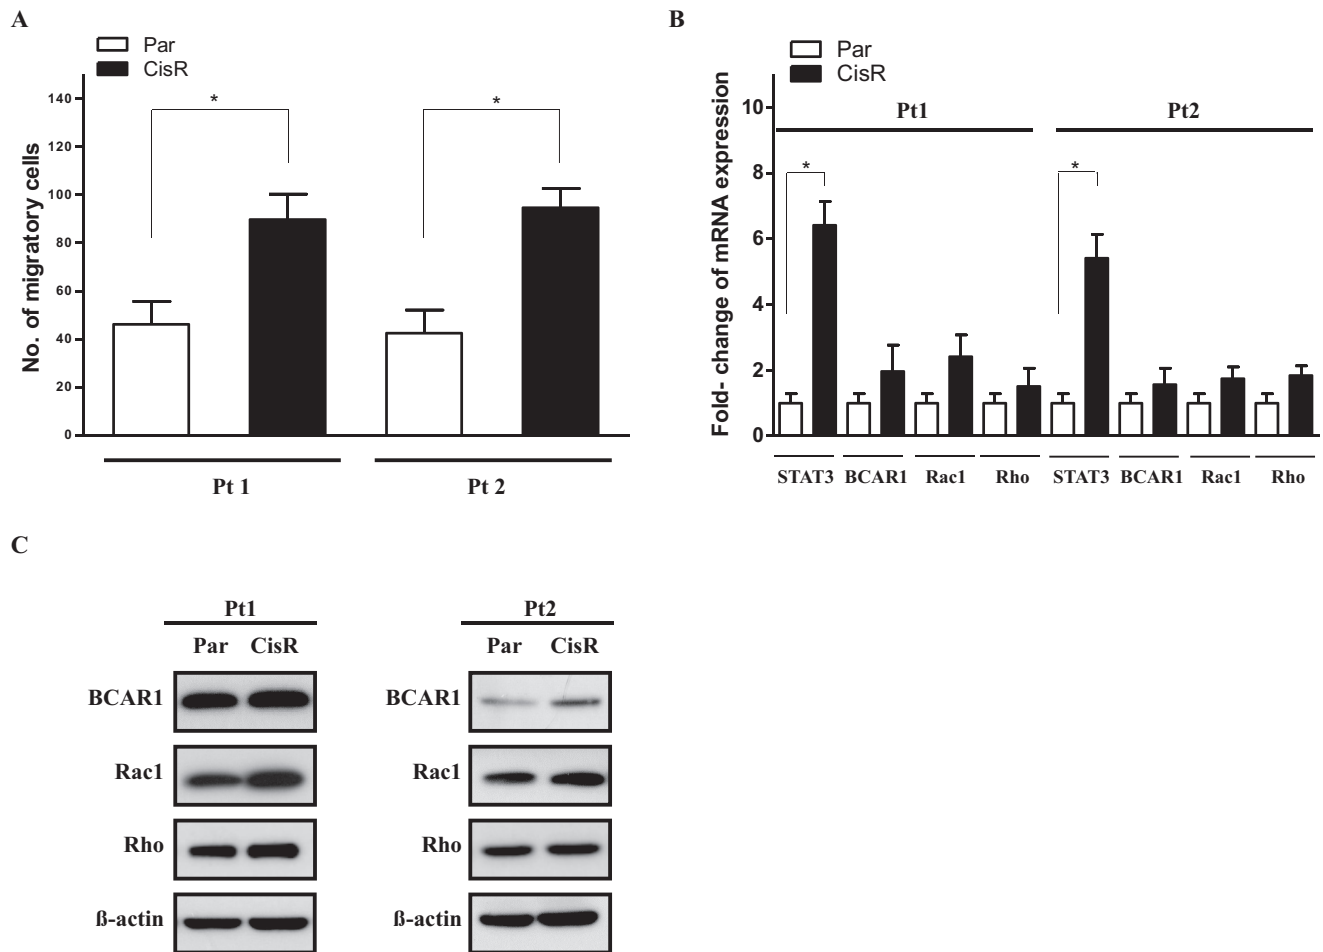 A
Par
CisR
No. of migratory cells
140
120
100
80
60
40
20
0
*
*
Pt 1
Pt 2
B
Par
CisR
Fold- change of mRNA expression
10
8
6
4
2
0
Pt1
Pt2
*
*
STAT3 BCAR1 Rac1 Rho STAT3 BCAR1 Rac1 Rho
C
Pt1
Par CisR
BCAR1
Rac1
Rho
ß-actin
Pt2
Par CisR
BCAR1
Rac1
Rho
ß-actin